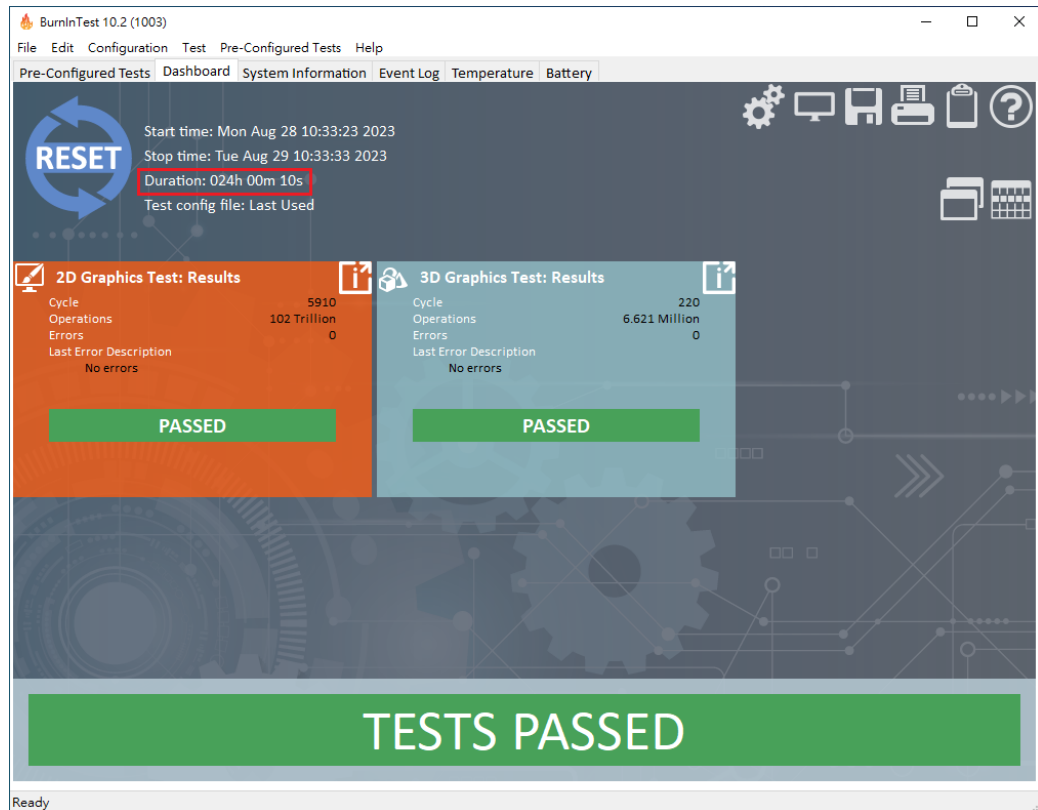 BurnInTest 10.2 (1003)
File Edit Configuration Test Pre-Configured Tests Help
Pre-Configured Tests Dashboard System Information Event Log Temperature Battery
RESET
Start time: Mon Aug 28 10:33:23 2023
Stop time: Tue Aug 29 10:33:33 2023
Duration: 024h 00m 10s
Test config file: Last Used
2D Graphics Test: Results
Cycle 5910
Operations 102 Trillion
Errors 0
Last Error Description
No errors
PASSED
3D Graphics Test: Results
Cycle 220
Operations 6.621 Million
Errors 0
Last Error Description
No errors
PASSED
TESTS PASSED
Ready